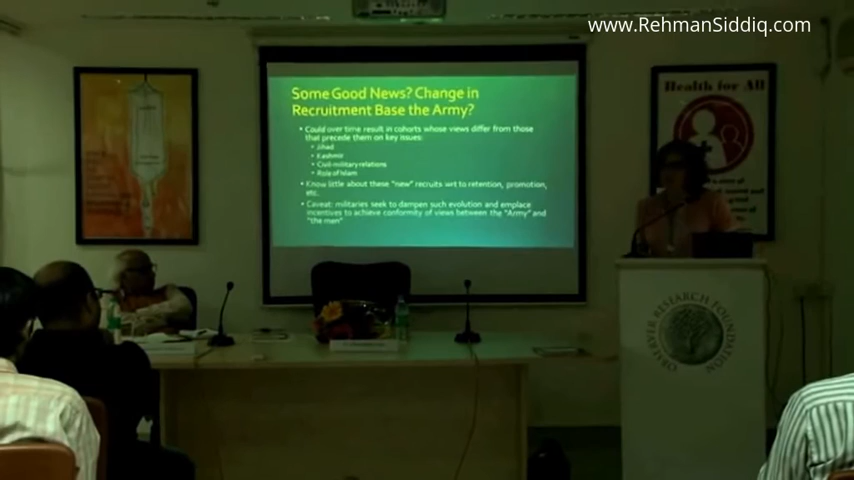 www.RehmanSiddiq.com
Some Good News? Change in
Recruitment Base the Army?
• Could over time result in cohorts whose views differ from those
that precede them on key issues:
• Jihad
• Kashmir
• Civil-military relations
• Role of Islam
• Know little about these "new" recruits wrt to retention, promotion,
etc.
• Caveat: militaries seek to dampen such evolution and emplace
incentives to achieve conformity of views between the "Army" and
"the men"
Health for All
OBSERVER RESEARCH FOUNDATION